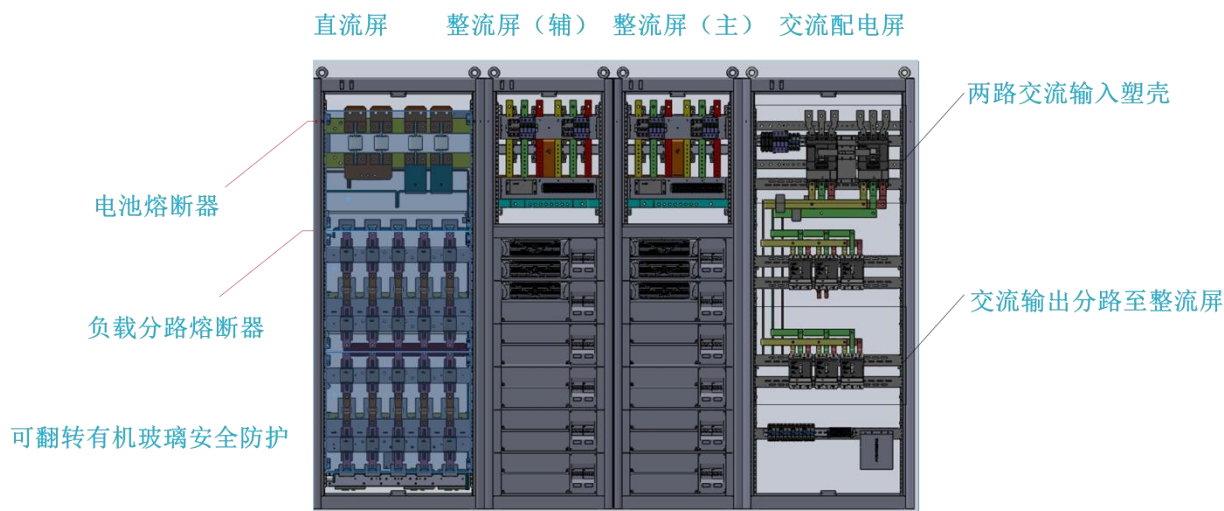 直流屏
整流屏（辅）
整流屏（主）
交流配电屏
两路交流输入塑壳
电池熔断器
交流输出分路至整流屏
负载分路熔断器
可翻转有机玻璃安全防护